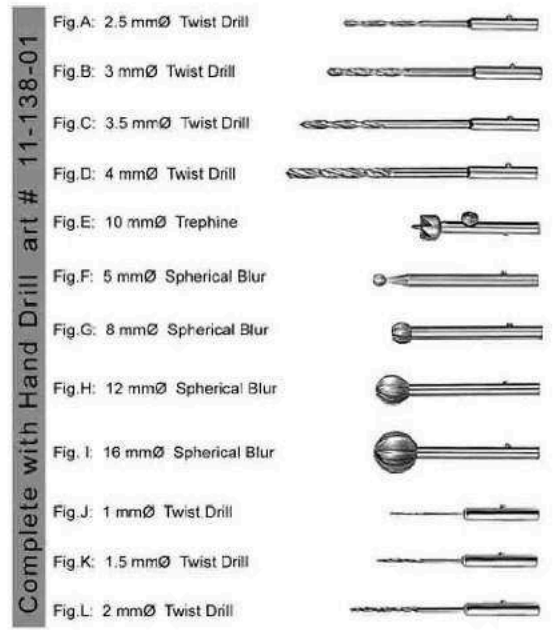 Complete with Hand Drill art # 11-138-01
Fig.A: 2.5 mmØ Twist Drill
Fig.B: 3 mmØ Twist Drill
Fig.C: 3.5 mmØ Twist Drill
Fig.D: 4 mmØ Twist Drill
Fig.E: 10 mmØ Trephine
Fig.F: 5 mmØ Spherical Blur
Fig.G: 8 mmØ Spherical Blur
Fig.H: 12 mmØ Spherical Blur
Fig. I: 16 mmØ Spherical Blur
Fig.J: 1 mmØ Twist Drill
Fig.K: 1.5 mmØ Twist Drill
Fig.L: 2 mmØ Twist Drill